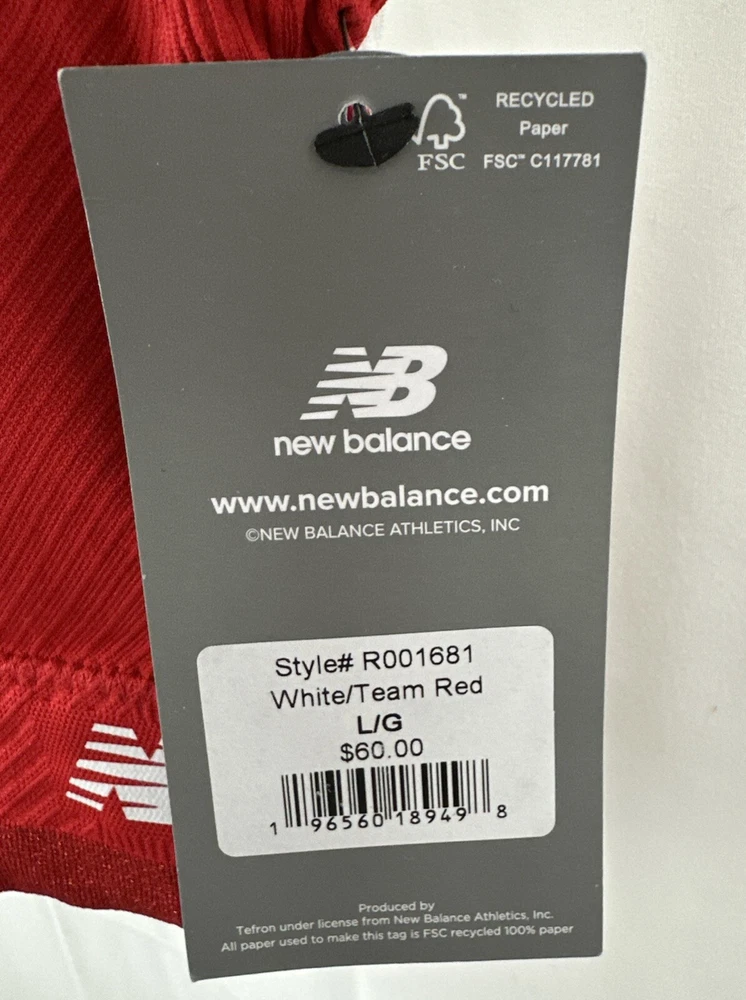 RECYCLED
Paper
FSC™ C117781
FSC™
NB
new balance
www.newbalance.com
©NEW BALANCE ATHLETICS, INC
Style# R001681
White/Team Red
L/G
$60.00
1 96560 18949 8
Produced by
Tefron under license from New Balance Athletics, Inc.
All paper used to make this tag is FSC recycled 100% paper